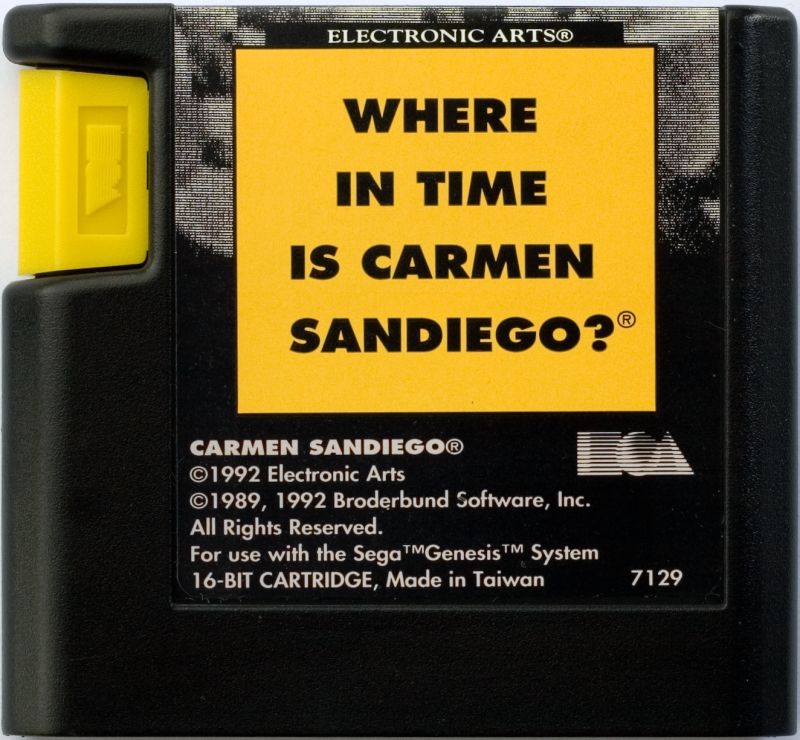 ELECTRONIC ARTS®
WHERE
IN TIME
IS CARMEN
SANDIEGO?®
CARMEN SANDIEGO®
EA
©1992 Electronic Arts
©1989, 1992 Broderbund Software, Inc.
All Rights Reserved.
For use with the Sega™Genesis™ System
16-BIT CARTRIDGE, Made in Taiwan 7129